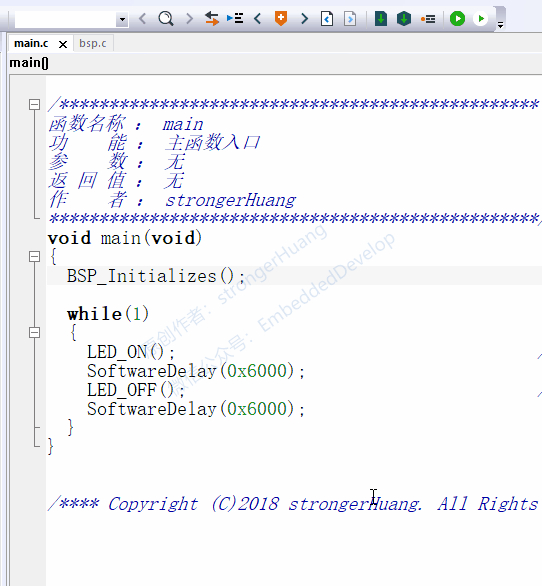 main.c bsp.c
main()
/************************************************
函数名称 : main
功 能 : 主函数入口
参 数 : 无
返 回 值 : 无
作 者 : strongerHuang
*************************************************/
void main(void)
{
BSP_Initializes();
while(1)
{
LED_ON();
SoftwareDelay(0x6000);
LED_OFF();
SoftwareDelay(0x6000);
}
}
/**** Copyright (C)2018 strongerHuang. All Rights
原创作者: strongerHuang
微信公众号: EmbeddedDevelop